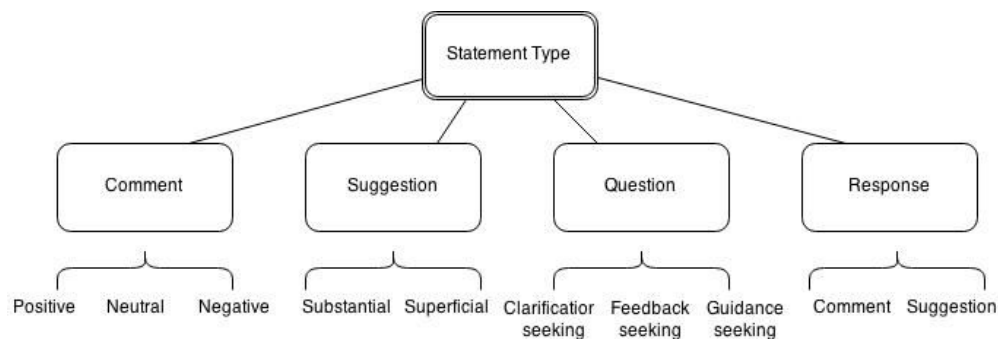 Statement Type
Comment
Suggestion
Question
Response
Positive
Neutral
Negative
Substantial
Superficial
Clarificatior
seeking
Feedback
seeking
Guidance
seeking
Comment
Suggestion